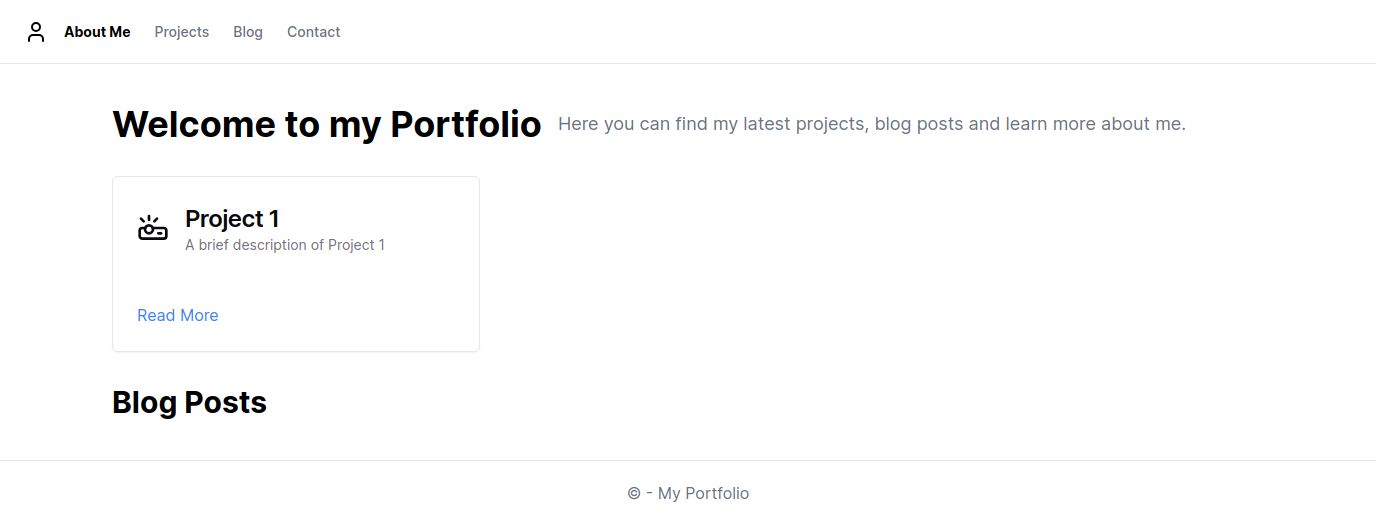 About Me Projects Blog Contact
Welcome to my Portfolio Here you can find my latest projects, blog posts and learn more about me.
Project 1
A brief description of Project 1
Read More
Blog Posts
© - My Portfolio